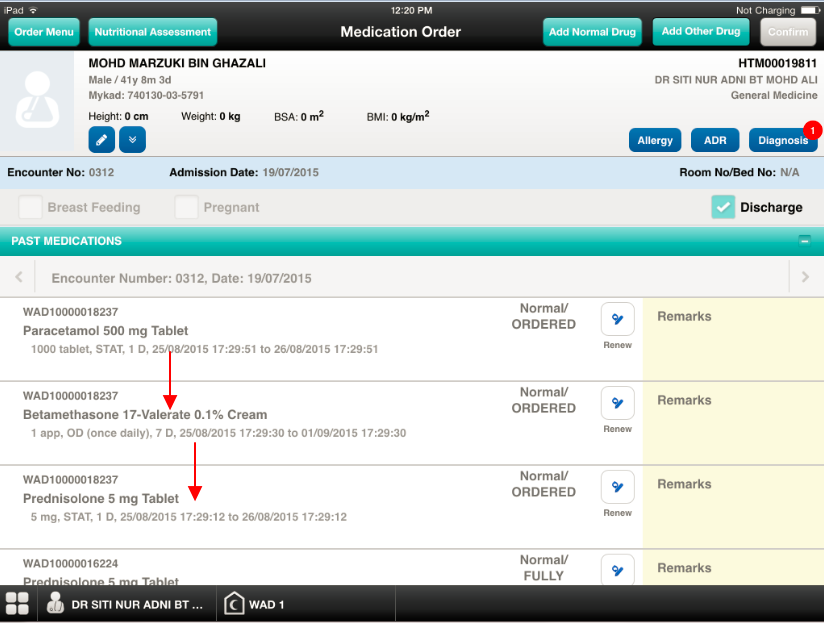 iPad 12:20 PM Not Charging
Order Menu Nutritional Assessment Medication Order Add Normal Drug Add Other Drug Confirm
MOHD MARZUKI BIN GHAZALI HTM00019811
Male / 41y 8m 3d DR SITI NUR ADNI BT MOHD ALI
Mykad: 740130-03-5791 General Medicine
Height: 0 cm Weight: 0 kg BSA: 0 m² BMI: 0 kg/m²
1
Allergy ADR Diagnosis
Encounter No: 0312 Admission Date: 19/07/2015 Room No/Bed No: N/A
Breast Feeding Pregnant Discharge
PAST MEDICATIONS
Encounter Number: 0312, Date: 19/07/2015
WAD10000018237 Normal/
Paracetamol 500 mg Tablet ORDERED Remarks
1000 tablet, STAT, 1 D, 25/08/2015 17:29:51 to 26/08/2015 17:29:51 Renew
WAD10000018237 Normal/
Betamethasone 17-Valerate 0.1% Cream ORDERED Remarks
1 app, OD (once daily), 7 D, 25/08/2015 17:29:30 to 01/09/2015 17:29:30 Renew
WAD10000018237 Normal/
Prednisolone 5 mg Tablet ORDERED Remarks
5 mg, STAT, 1 D, 25/08/2015 17:29:12 to 26/08/2015 17:29:12 Renew
WAD10000016224 Normal/
Prednisolone 5 mg Tablet FULLY Remarks
DR SITI NUR ADNI BT ... WAD 1